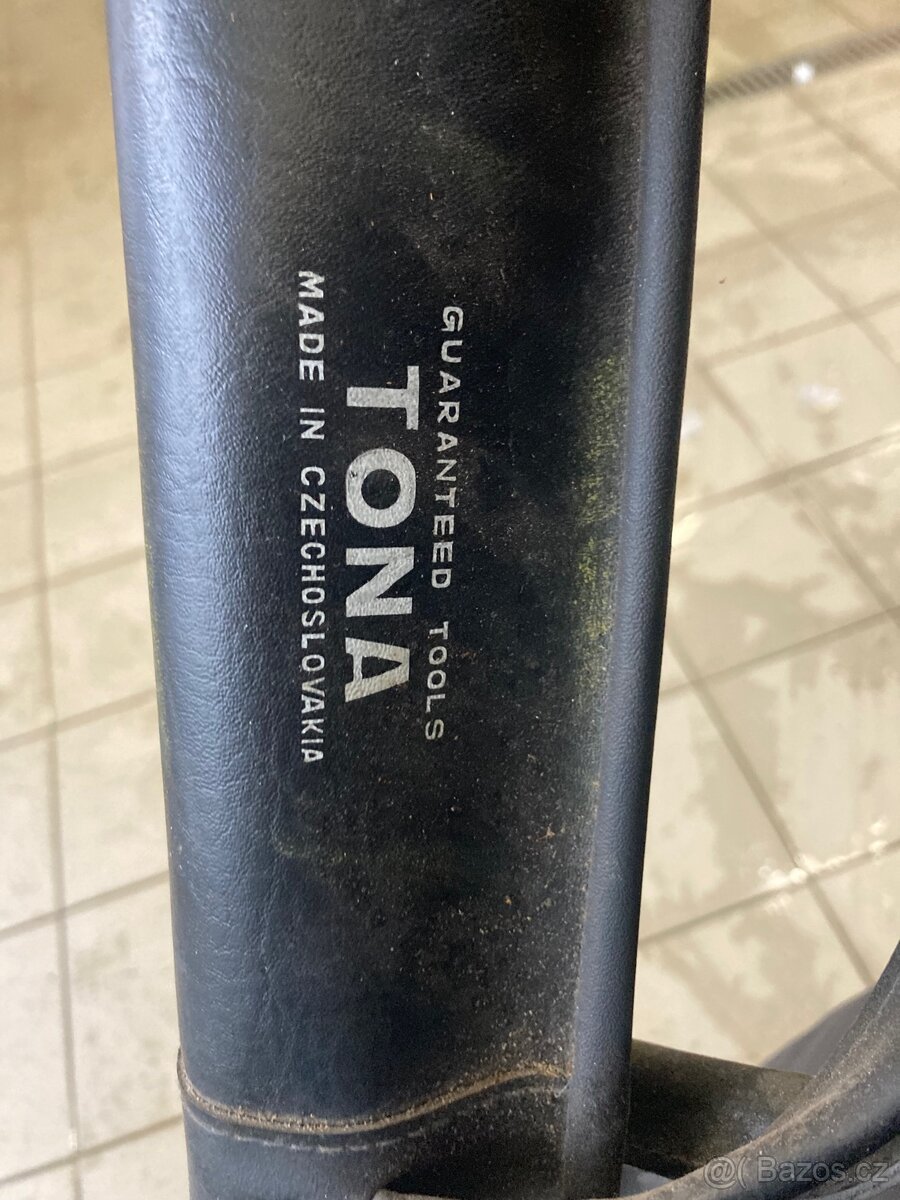 GUARANTEED TOOLS
TONA
MADE IN CZECHOSLOVAKIA
@( Bazos.cz